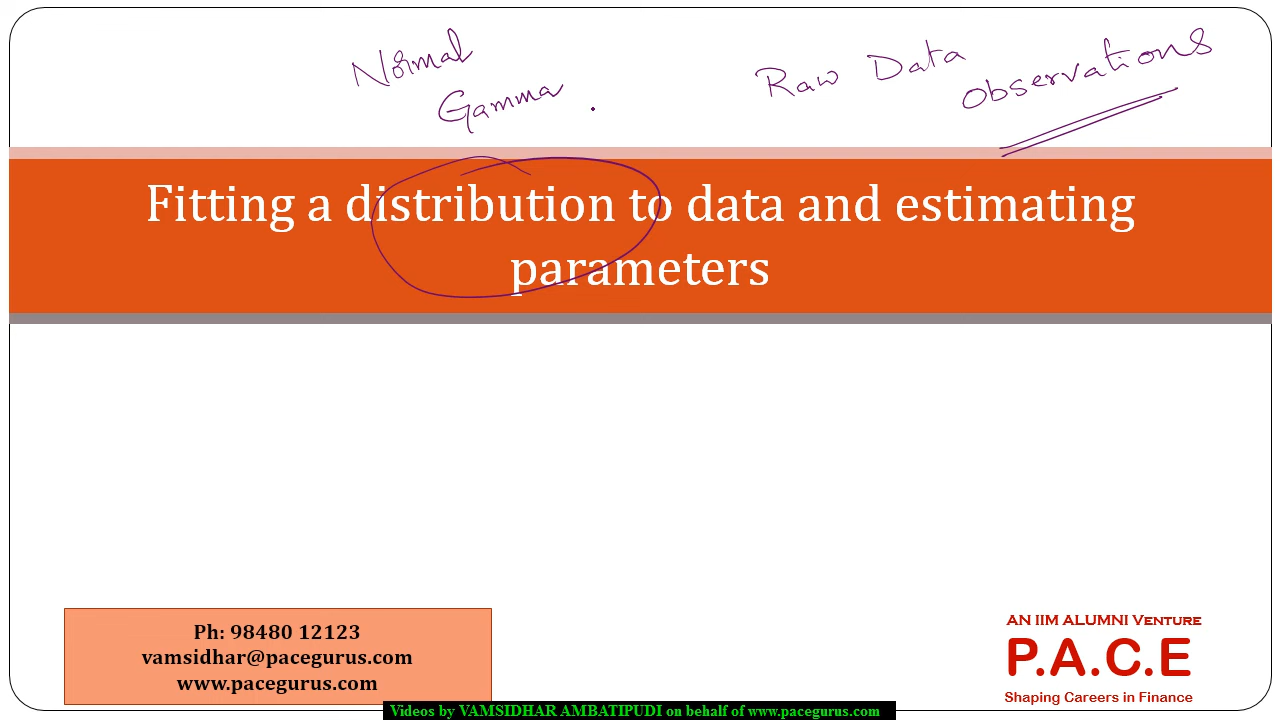 Normal
Gamma .
Raw Data
Observations
Fitting a distribution to data and estimating
parameters
Ph: 98480 12123
vamsidhar@pacegurus.com
www.pacegurus.com
AN IIM ALUMNI VENTURE
P.A.C.E
Shaping Careers in Finance
Videos by VAMSIDHAR AMBATIPUDI on behalf of www.pacegurus.com